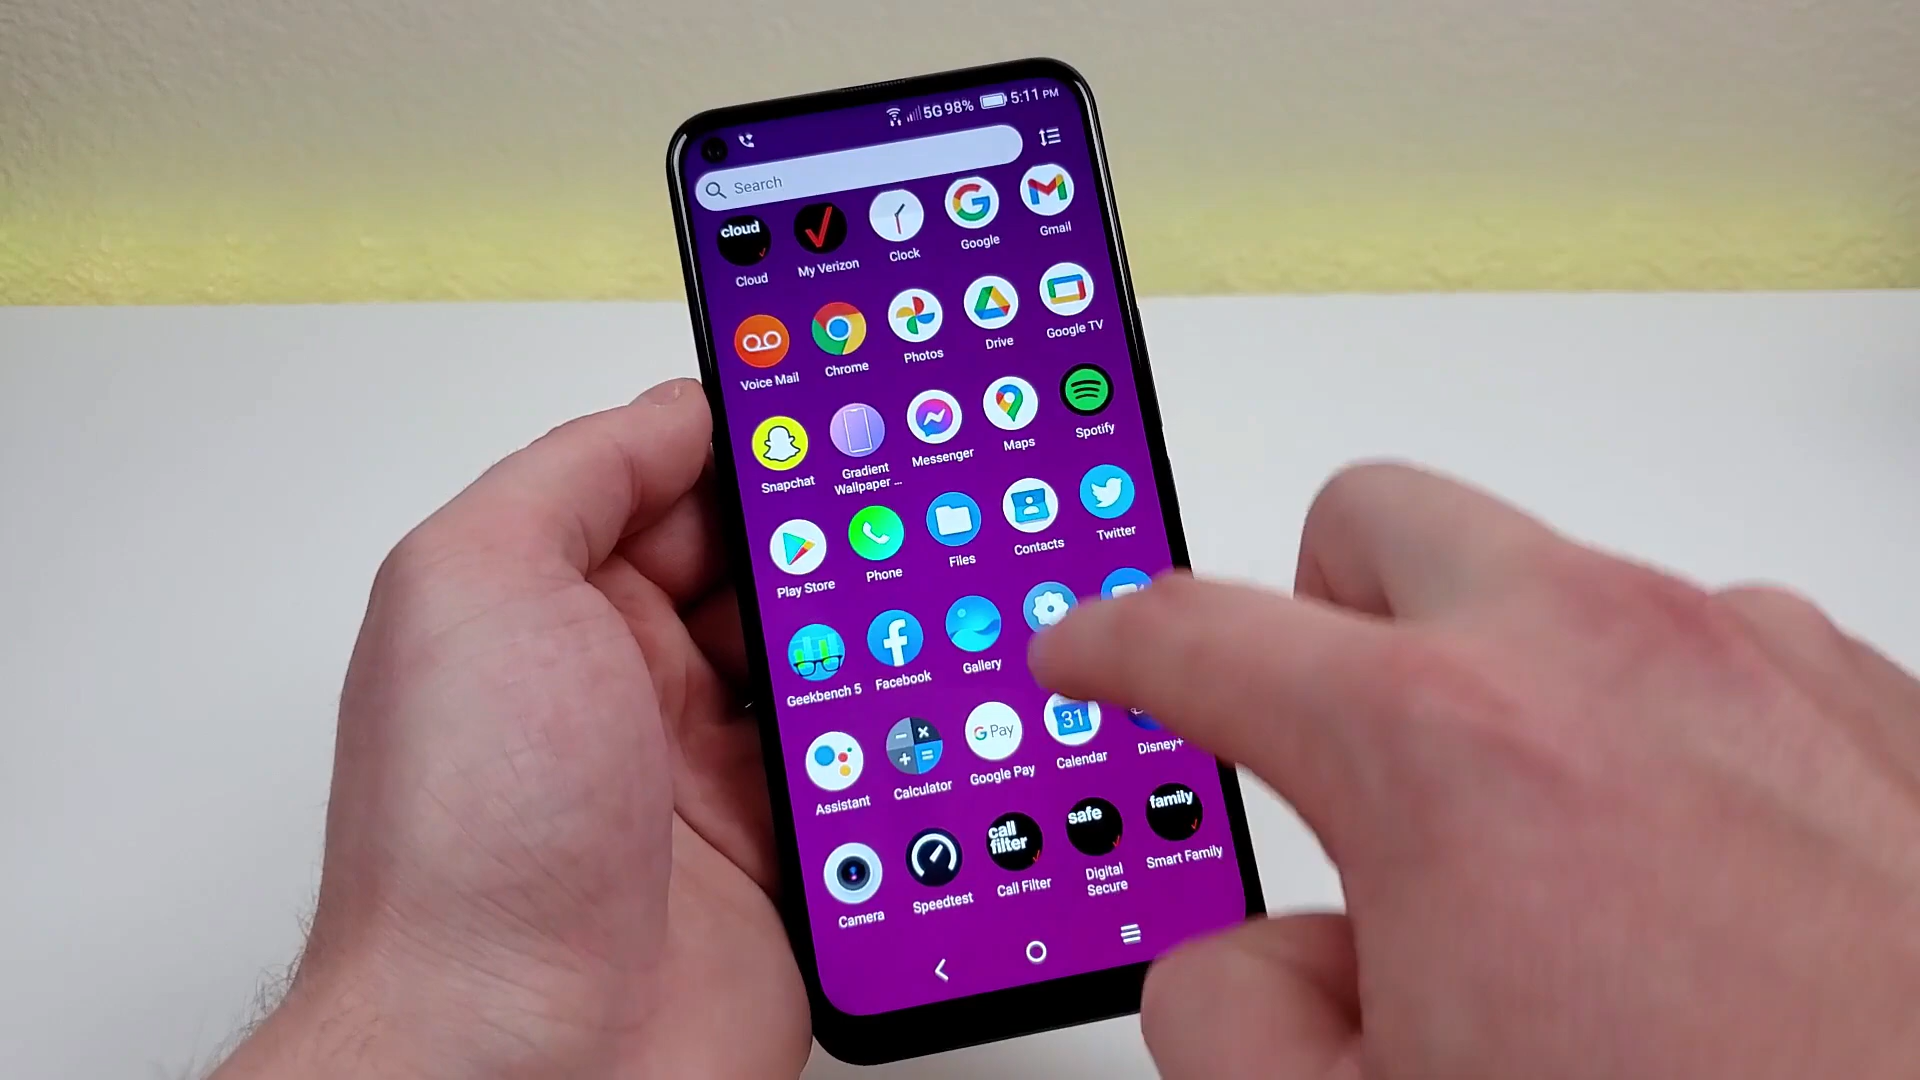 5G 98% 5:11 PM
Search
cloud
Cloud
My Verizon
Clock
Google
Gmail
Voice Mail
Chrome
Photos
Drive
Google TV
Snapchat
Gradient
Wallpaper ...
Messenger
Maps
Spotify
Play Store
Phone
Files
Contacts
Twitter
Geekbench 5
Facebook
Gallery
Assistant
Calculator
G Pay
Google Pay
31
Calendar
Disney+
Camera
Speedtest
call
filter
Call Filter
safe
Digital
Secure
family
Smart Family